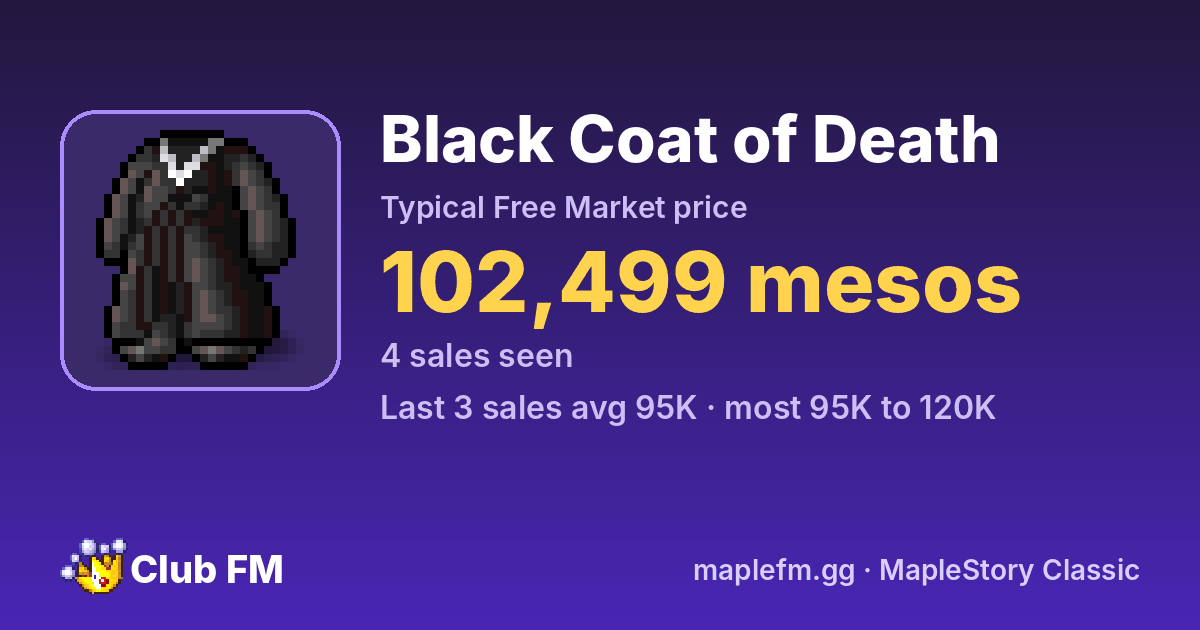 Black Coat of Death
Typical Free Market price
102,499 mesos
4 sales seen
Last 3 sales avg 95K · most 95K to 120K
Club FM
maplefm.gg · MapleStory Classic